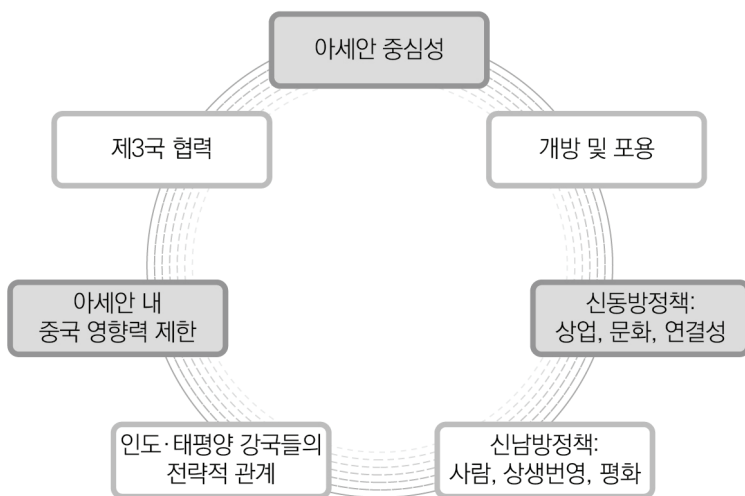 아세안 중심성
제3국 협력
개방 및 포용
아세안 내
중국 영향력 제한
신동방정책:
상업, 문화, 연결성
인도·태평양 강국들의
전략적 관계
신남방정책:
사람, 상생번영, 평화